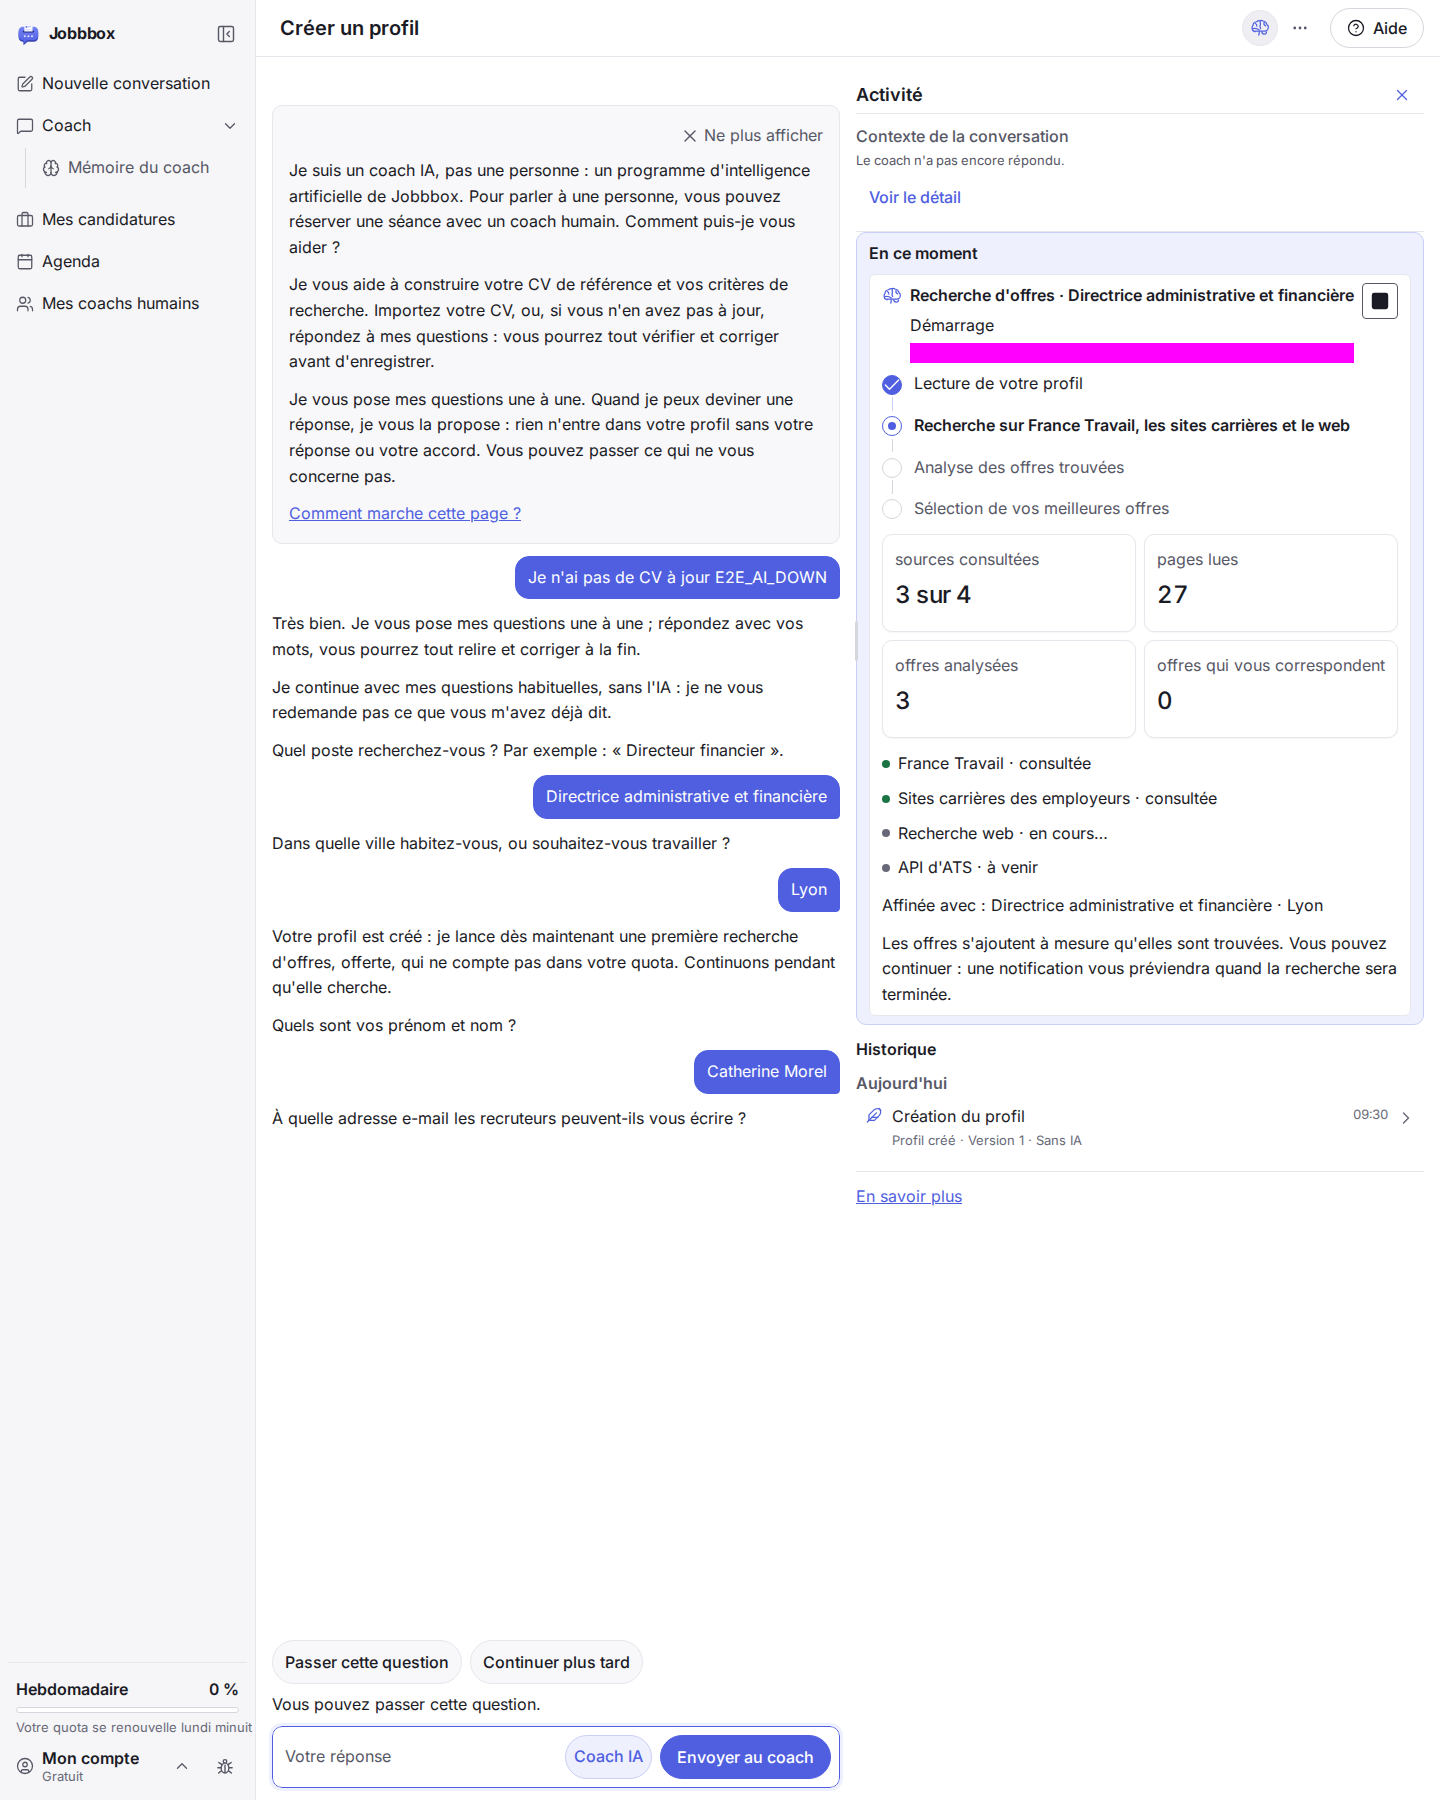 Jobbbox
Nouvelle conversation
Coach
Mémoire du coach
Mes candidatures
Agenda
Mes coachs humains
Hebdomadaire
0 %
Votre quota se renouvelle lundi minuit
Mon compte
Gratuit
Créer un profil
Aide
Ne plus afficher
Je suis un coach IA, pas une personne : un programme d'intelligence
artificielle de Jobbbox. Pour parler à une personne, vous pouvez
réserver une séance avec un coach humain. Comment puis-je vous
aider ?
Je vous aide à construire votre CV de référence et vos critères de
recherche. Importez votre CV, ou, si vous n'en avez pas à jour,
répondez à mes questions : vous pourrez tout vérifier et corriger
avant d'enregistrer.
Je vous pose mes questions une à une. Quand je peux deviner une
réponse, je vous la propose : rien n'entre dans votre profil sans votre
réponse ou votre accord. Vous pouvez passer ce qui ne vous
concerne pas.
Comment marche cette page ?
Je n'ai pas de CV à jour E2E_AI_DOWN
Très bien. Je vous pose mes questions une à une ; répondez avec vos
mots, vous pourrez tout relire et corriger à la fin.
Je continue avec mes questions habituelles, sans l'IA : je ne vous
redemande pas ce que vous m'avez déjà dit.
Quel poste recherchez-vous ? Par exemple : « Directeur financier ».
Directrice administrative et financière
Dans quelle ville habitez-vous, ou souhaitez-vous travailler ?
Lyon
Votre profil est créé : je lance dès maintenant une première recherche
d'offres, offerte, qui ne compte pas dans votre quota. Continuons pendant
qu'elle cherche.
Quels sont vos prénom et nom ?
Catherine Morel
À quelle adresse e-mail les recruteurs peuvent-ils vous écrire ?
Passer cette question
Continuer plus tard
Vous pouvez passer cette question.
Votre réponse
Coach IA
Envoyer au coach
Activité
Contexte de la conversation
Le coach n'a pas encore répondu.
Voir le détail
En ce moment
Recherche d'offres · Directrice administrative et financière
Démarrage
Lecture de votre profil
Recherche sur France Travail, les sites carrières et le web
Analyse des offres trouvées
Sélection de vos meilleures offres
sources consultées
3 sur 4
pages lues
27
offres analysées
3
offres qui vous correspondent
0
France Travail · consultée
Sites carrières des employeurs · consultée
Recherche web · en cours…
API d'ATS · à venir
Affinée avec : Directrice administrative et financière · Lyon
Les offres s'ajoutent à mesure qu'elles sont trouvées. Vous pouvez
continuer : une notification vous préviendra quand la recherche sera
terminée.
Historique
Aujourd'hui
Création du profil
09:30
Profil créé · Version 1 · Sans IA
En savoir plus